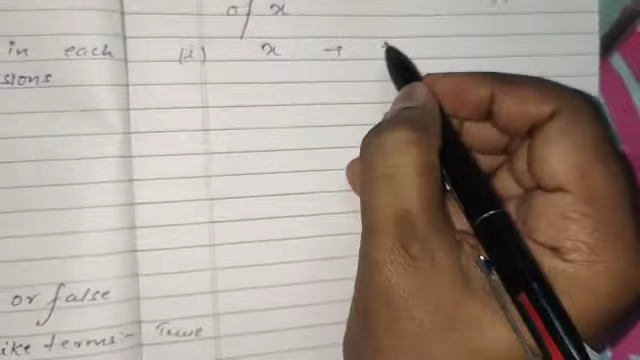 of x
in each (ii) x +
sions
or false
ike terms:- True